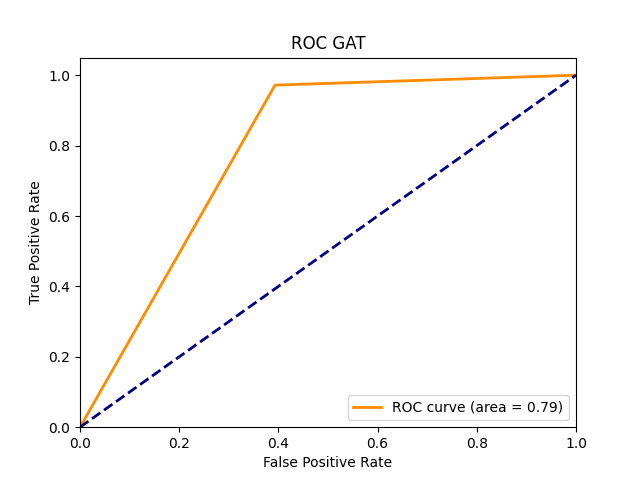 ROC GAT
1.0
0.8
0.6
0.4
0.2
0.0
True Positive Rate
0.0 0.2 0.4 0.6 0.8 1.0
False Positive Rate
ROC curve (area = 0.79)